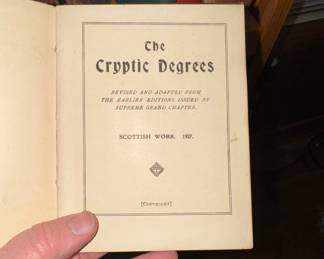 The
Cryptic Degrees
REVISED AND ADAPTED FROM
THE EARLIER EDITIONS ISSUED BY
SUPREME GRAND CHAPTER.
SCOTTISH WORK. 1927.
[COPYRIGHT]